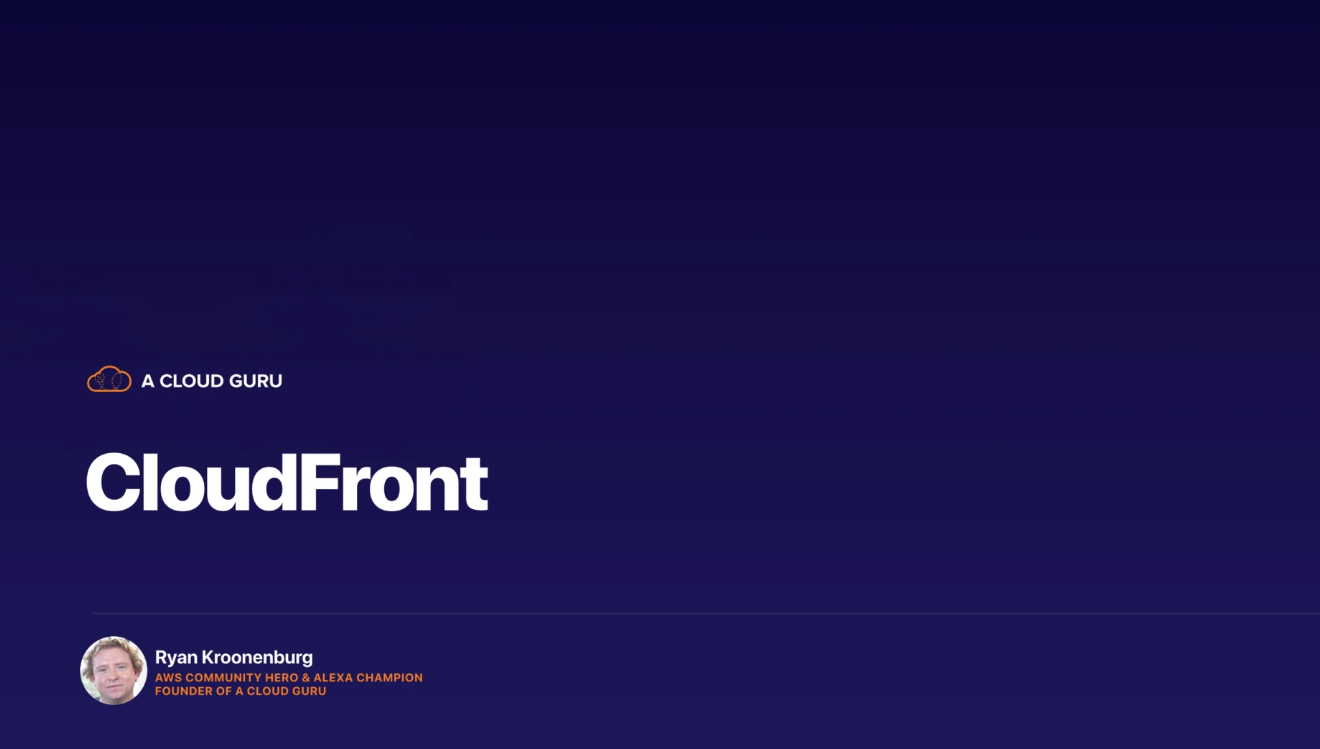 A CLOUD GURU
CloudFront
Ryan Kroonenburg
AWS COMMUNITY HERO & ALEXA CHAMPION
FOUNDER OF A CLOUD GURU